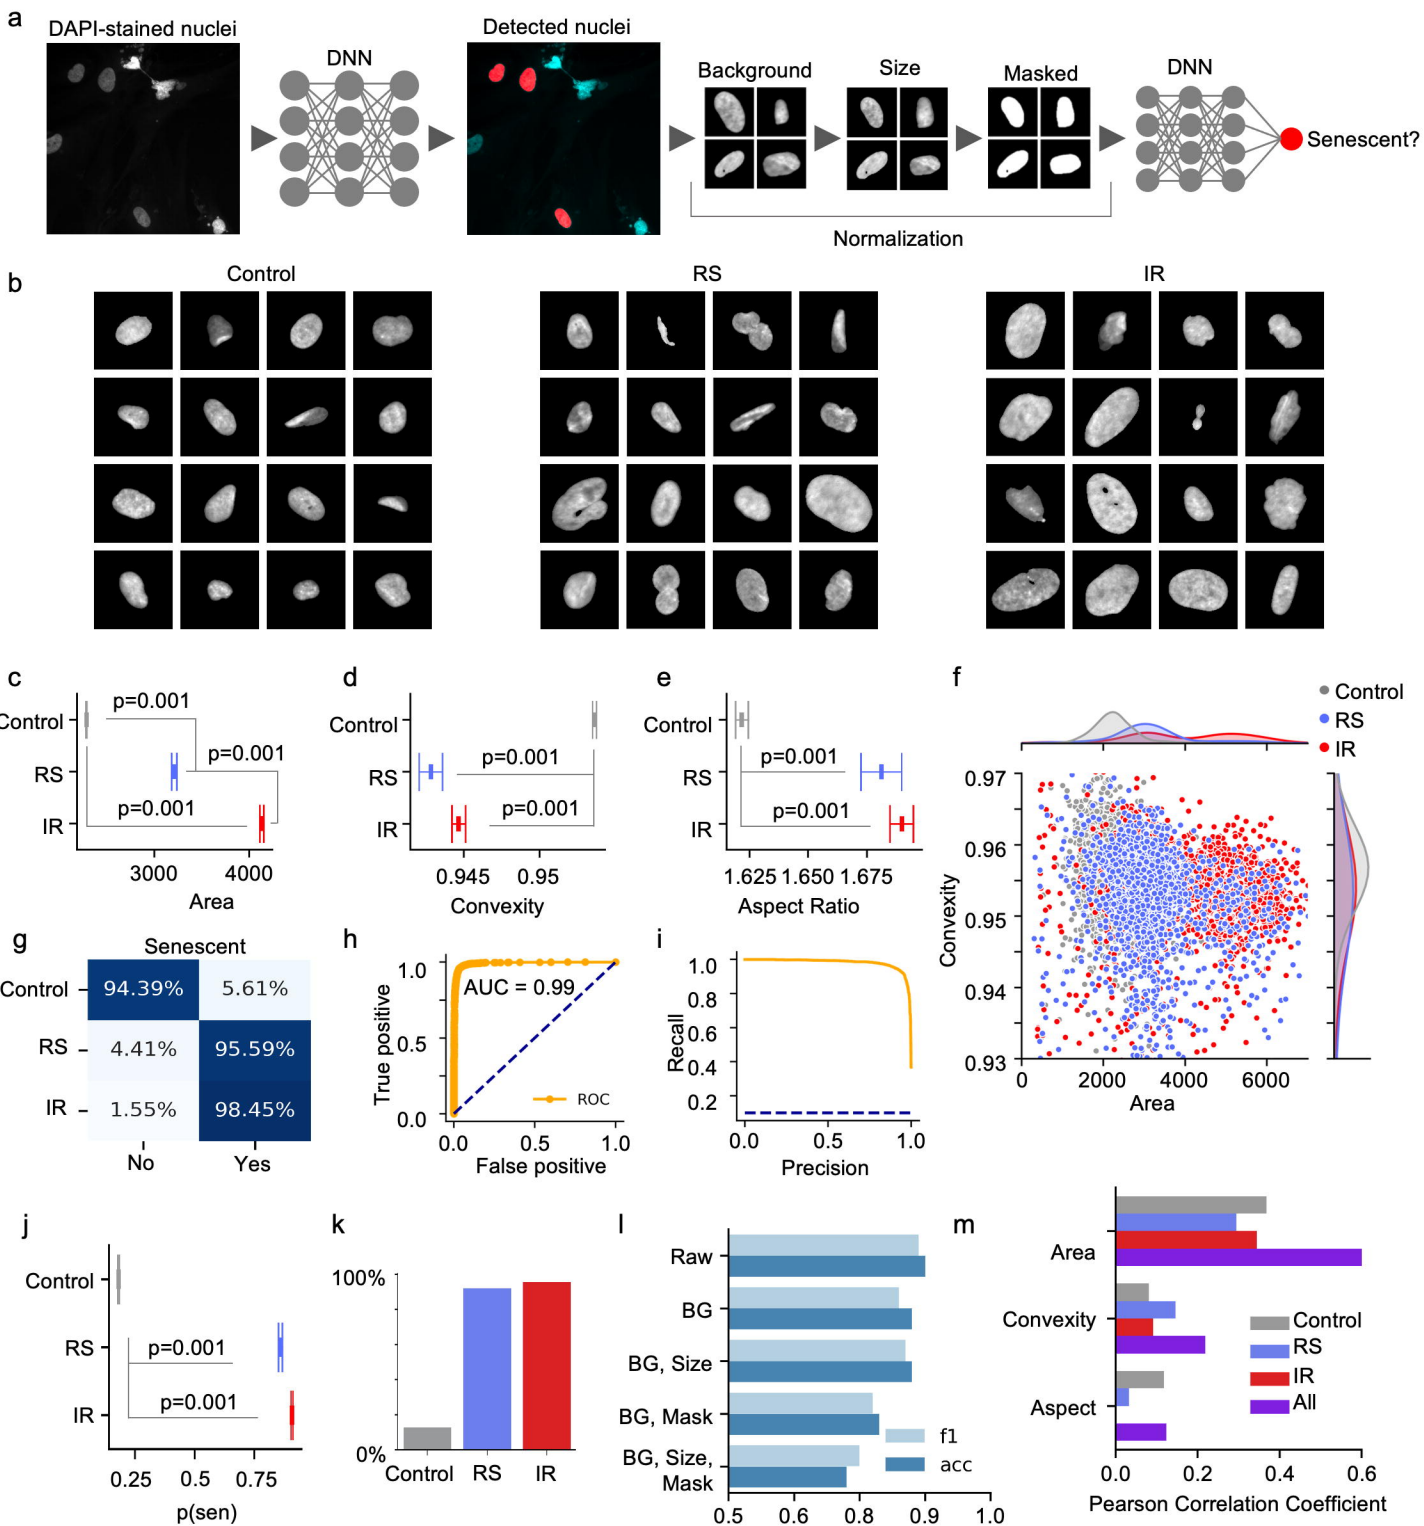 a
DAPI-stained nuclei
DNN
Detected nuclei
Background
Size
Masked
DNN
Senescent?
Normalization
b
Control
RS
IR
c
Control
RS
IR
p=0.001
p=0.001
p=0.001
3000
4000
Area
d
Control
RS
IR
p=0.001
p=0.001
0.945
0.95
Convexity
e
Control
RS
IR
p=0.001
p=0.001
1.625
1.650
1.675
Aspect Ratio
f
Control
RS
IR
0.97
0.96
0.95
0.94
0.93
Convexity
0
2000
4000
6000
Area
g
Senescent
Control
94.39%
5.61%
RS
4.41%
95.59%
IR
1.55%
98.45%
No
Yes
h
1.0
0.5
0.0
True positive
AUC = 0.99
ROC
0.0
0.5
1.0
False positive
i
1.0
0.8
0.6
0.4
0.2
Recall
0.0
0.5
1.0
Precision
j
Control
RS
IR
p=0.001
p=0.001
0.25
0.5
0.75
p(sen)
k
100%
0%
Control
RS
IR
l
Raw
BG
BG, Size
BG, Mask
BG, Size,
Mask
f1
acc
0.5
0.6
0.7
0.8
0.9
1.0
m
Area
Convexity
Aspect
Control
RS
IR
All
0.0
0.2
0.4
0.6
Pearson Correlation Coefficient